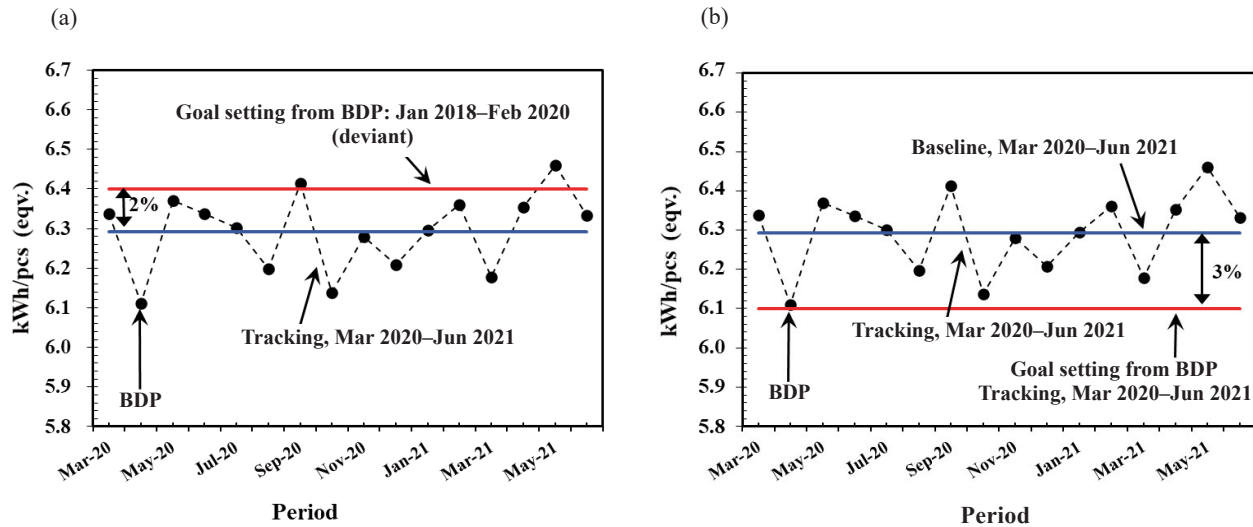 (a)
6.7
6.6
6.5
6.4
6.3
6.2
6.1
6.0
5.9
5.8
kWh/pcs (eqv.)
Goal setting from BDP: Jan 2018–Feb 2020
(deviant)
2%
Tracking, Mar 2020–Jun 2021
BDP
Mar-20
May-20
Jul-20
Sep-20
Nov-20
Jan-21
Mar-21
May-21
Period
(b)
6.7
6.6
6.5
6.4
6.3
6.2
6.1
6.0
5.9
5.8
kWh/pcs (eqv.)
Baseline, Mar 2020–Jun 2021
3%
Tracking, Mar 2020–Jun 2021
Goal setting from BDP
Tracking, Mar 2020–Jun 2021
BDP
Mar-20
May-20
Jul-20
Sep-20
Nov-20
Jan-21
Mar-21
May-21
Period